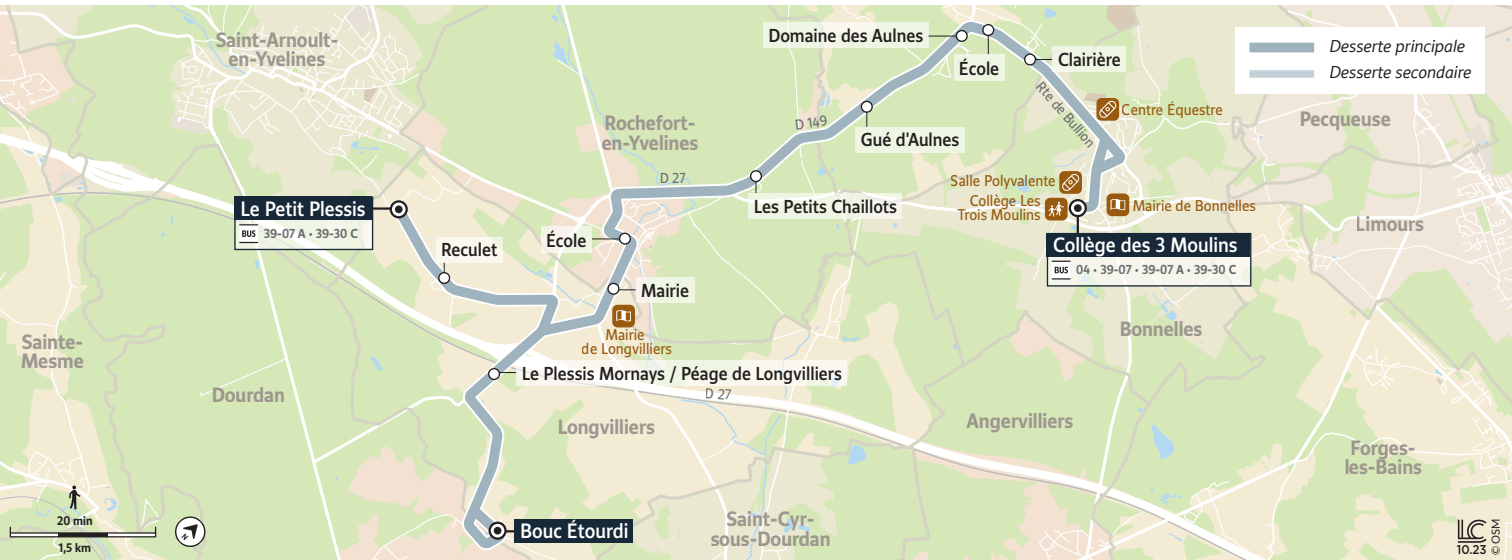 Saint-Arnoult-
en-Yvelines
Domaine des Aulnes
École
Clairière
Desserte principale
Desserte secondaire
Rte de Bullion
Centre Équestre
Pecqueuse
Rochefort-
en-Yvelines
D 149
Gué d'Aulnes
D 27
Les Petits Chaillots
Salle Polyvalente
Collège Les
Trois Moulins
Mairie de Bonnelles
Limours
Le Petit Plessis
BUS 39-07 A • 39-30 C
Collège des 3 Moulins
BUS 04 • 39-07 • 39-07 A • 39-30 C
École
Reculet
Mairie
Mairie
de Longvilliers
Bonnelles
Sainte-
Mesme
Le Plessis Mornays / Péage de Longvilliers
D 27
Dourdan
Longvilliers
Angervilliers
Forges-
les-Bains
20 min
1,5 km
Bouc Étourdi
Saint-Cyr-
sous-Dourdan
LC
10.23
© OSM